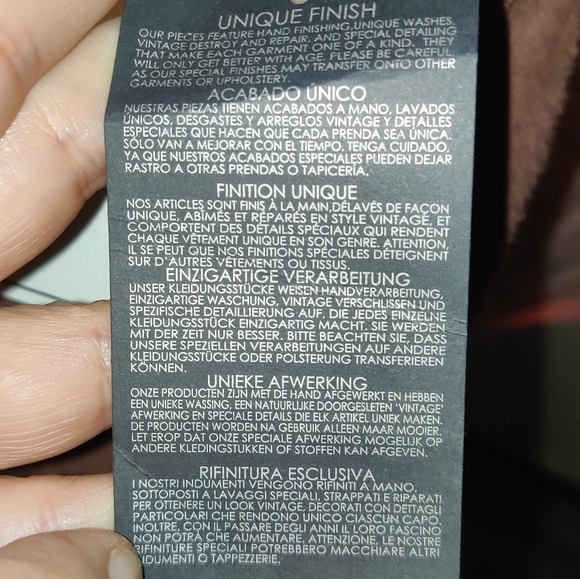 UNIQUE FINISH
OUR PIECES FEATURE HAND FINISHING,UNIQUE WASHES,
VINTAGE DESTROY AND REPAIR, AND SPECIAL DETAILING
THAT MAKE EACH GARMENT ONE OF A KIND. THEY
WILL ONLY GET BETTER WITH AGE, PLEASE BE CAREFUL
AS OUR SPECIAL FINISHES MAY TRANSFER ONTO OTHER
GARMENTS OR UPHOLSTERY.
ACABADO ÚNICO
NUESTRAS PIEZAS TIENEN ACABADOS A MANO, LAVADOS
ÚNICOS, DESGASTES Y ARREGLOS VINTAGE Y DETALLES
ESPECIALES QUE HACEN QUE CADA PRENDA SEA ÚNICA.
SÓLO VAN A MEJORAR CON EL TIEMPO. TENGA CUIDADO,
YA QUE NUESTROS ACABADOS ESPECIALES PUEDEN DEJAR
RASTRO A OTRAS PRENDAS O TAPICERÍA.
FINITION UNIQUE
NOS ARTICLES SONT FINIS À LA MAIN,DÉLAVÉS DE FAÇON
UNIQUE, ABÎMÉS ET RÉPARÉS EN STYLE VINTAGE, ET
COMPORTENT DES DÉTAILS SPÉCIAUX QUI RENDENT
CHAQUE VÊTEMENT UNIQUE EN SON GENRE. ATTENTION,
IL SE PEUT QUE NOS FINITIONS SPÉCIALES DÉTEIGNENT
SUR D'AUTRES VÊTEMENTS OU TISSUS.
EINZIGARTIGE VERARBEITUNG
UNSER KLEIDUNGSSTÜCKE WEISEN HANDVERARBEITUNG,
EINZIGARTIGE WASCHUNG, VINTAGE VERSCHLISSEN UND
SPEZIFISCHE DETAILLIERUNG AUF, DIE JEDES EINZELNE
KLEIDUNGSSTÜCK EINZIGARTIG MACHT. SIE WERDEN
MIT DER ZEIT NUR BESSER. BITTE BEACHTEN SIE, DASS
UNSERE SPEZIELLEN VERARBEITUNGEN AUF ANDERE
KLEIDUNGSSTÜCKE ODER POLSTERUNG TRANSFERIEREN
KÖNNEN.
UNIEKE AFWERKING
ONZE PRODUCTEN ZIJN MET DE HAND AFGEWERKT EN HEBBEN
EEN UNIEKE WASSING, EEN NATUURLIJKE DOORGESLETEN 'VINTAGE'
AFWERKING EN SPECIALE DETAILS DIE ELK ARTIKEL UNIEK MAKEN.
DE PRODUCTEN WORDEN NA GEBRUIK ALLEEN MAAR MOOIER.
LET EROP DAT ONZE SPECIALE AFWERKING MOGELIJK OP
ANDERE KLEDINGSTUKKEN OF STOFFEN KAN AFGEVEN.
RIFINITURA ESCLUSIVA
I NOSTRI INDUMENTI VENGONO RIFINITI A MANO,
SOTTOPOSTI A LAVAGGI SPECIALI, STRAPPATI E RIPARATI
PER OTTENERE UN LOOK VINTAGE, DECORATI CON DETTAGLI
PARTICOLARI CHE RENDONO UNICO CIASCUN CAPO.
INOLTRE, CON IL PASSARE DEGLI ANNI IL LORO FASCINO
NON POTRÀ CHE AUMENTARE, ATTENZIONE, LE NOSTRE
RIFINITURE SPECIALI POTREBBERO MACCHIARE ALTRI
INDUMENTI O TAPPEZZERIE.